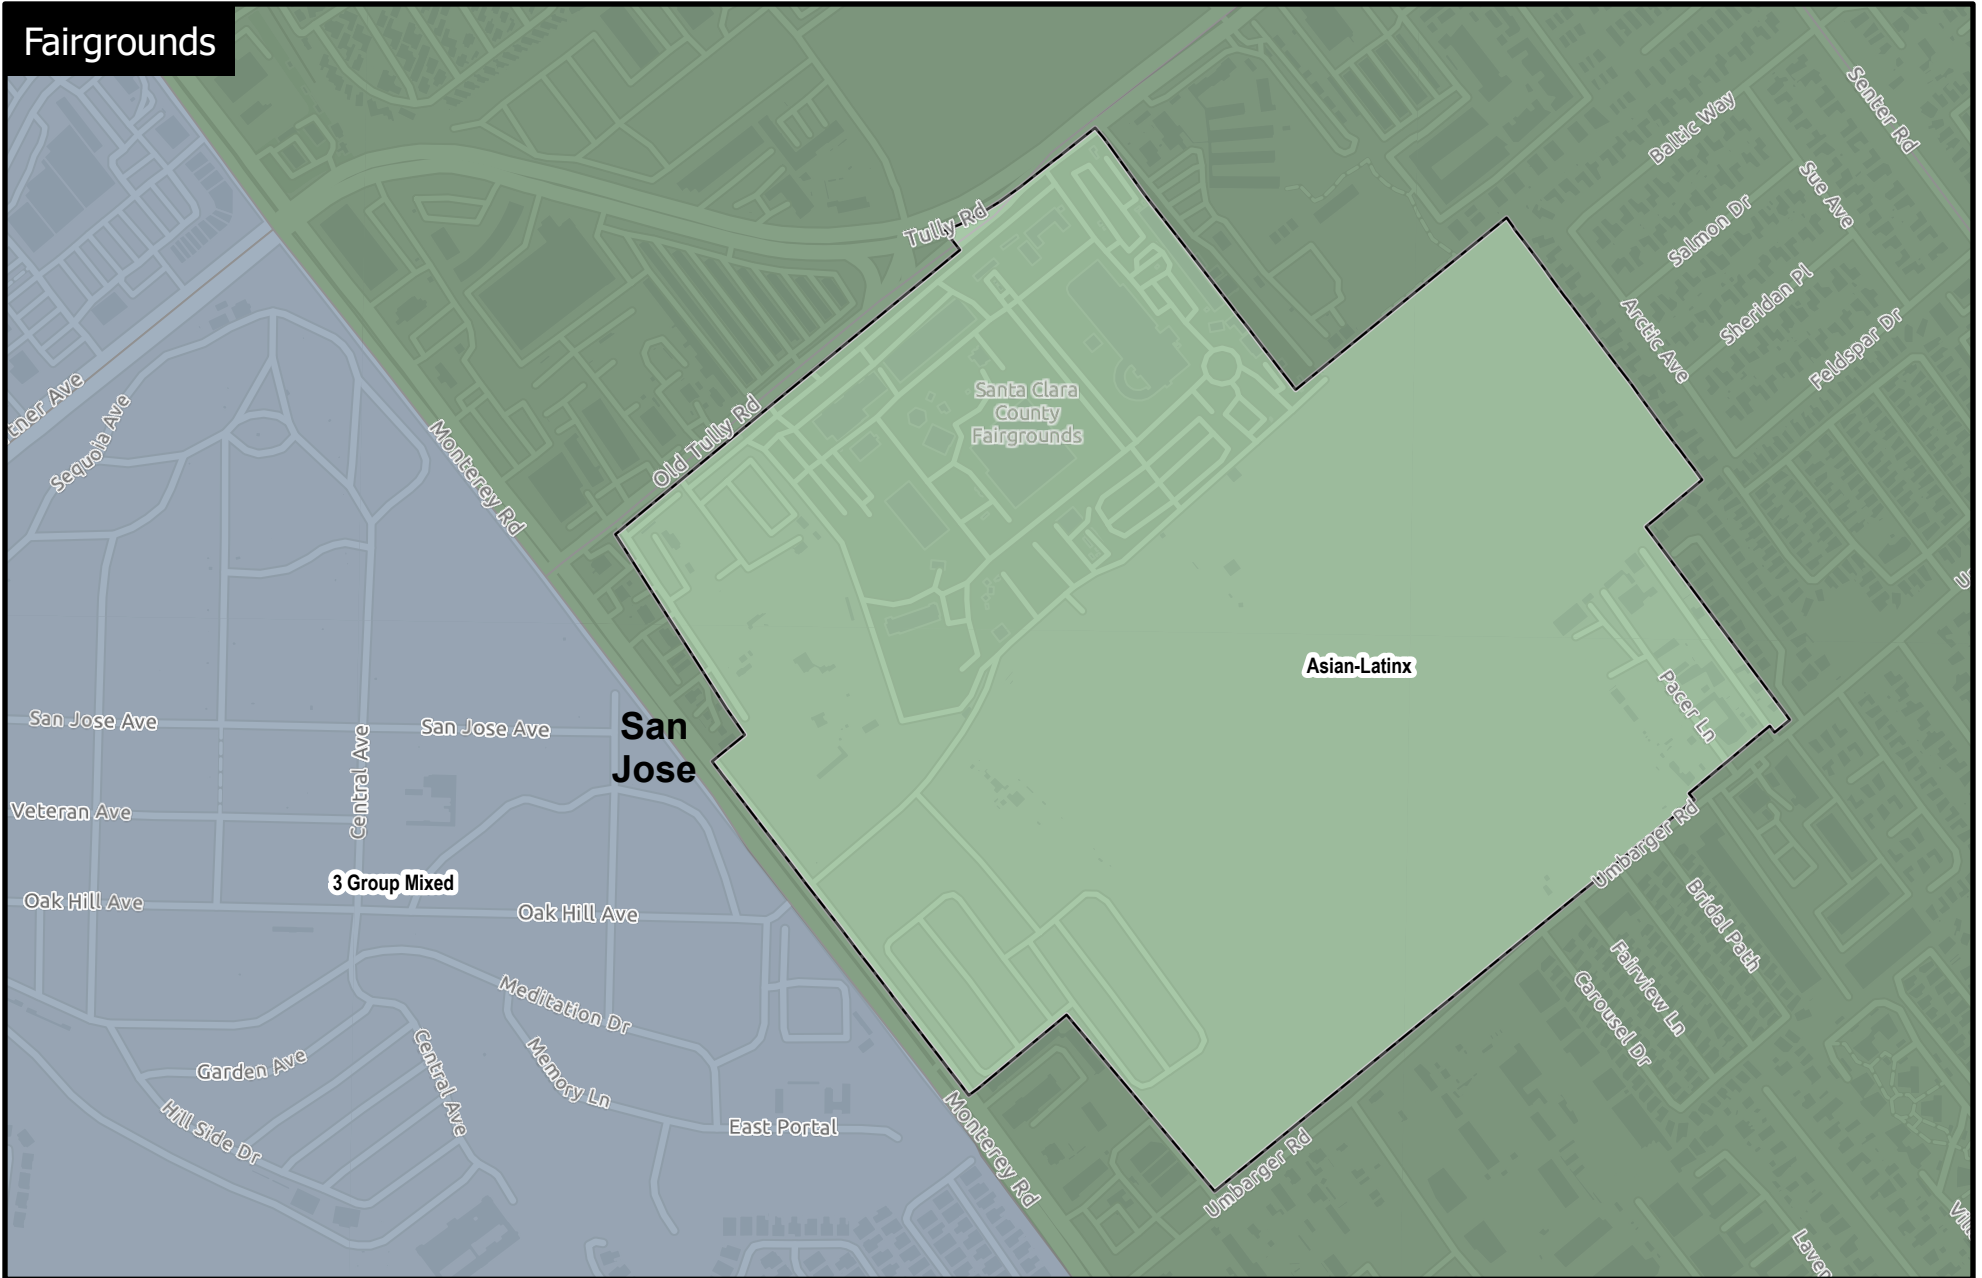 Fairgrounds
Senter Rd
Baltic Way
Sue Ave
Salmon Dr
Tully Rd
Sheridan Pl
Arctic Ave
Feldspar Dr
Santa Clara
County
Fairgrounds
Sequoia Ave
Old Tully Rd
Monterey Rd
Asian-Latinx
Pacer Ln
San Jose Ave
San Jose Ave
San
Jose
Central Ave
Veteran Ave
Umbarger Rd
3 Group Mixed
Oak Hill Ave
Oak Hill Ave
Bridal Path
Fairview Ln
Carousel Dr
Meditation Dr
Garden Ave
Central Ave
Memory Ln
Hill Side Dr
East Portal
Monterey Rd
Umbarger Rd